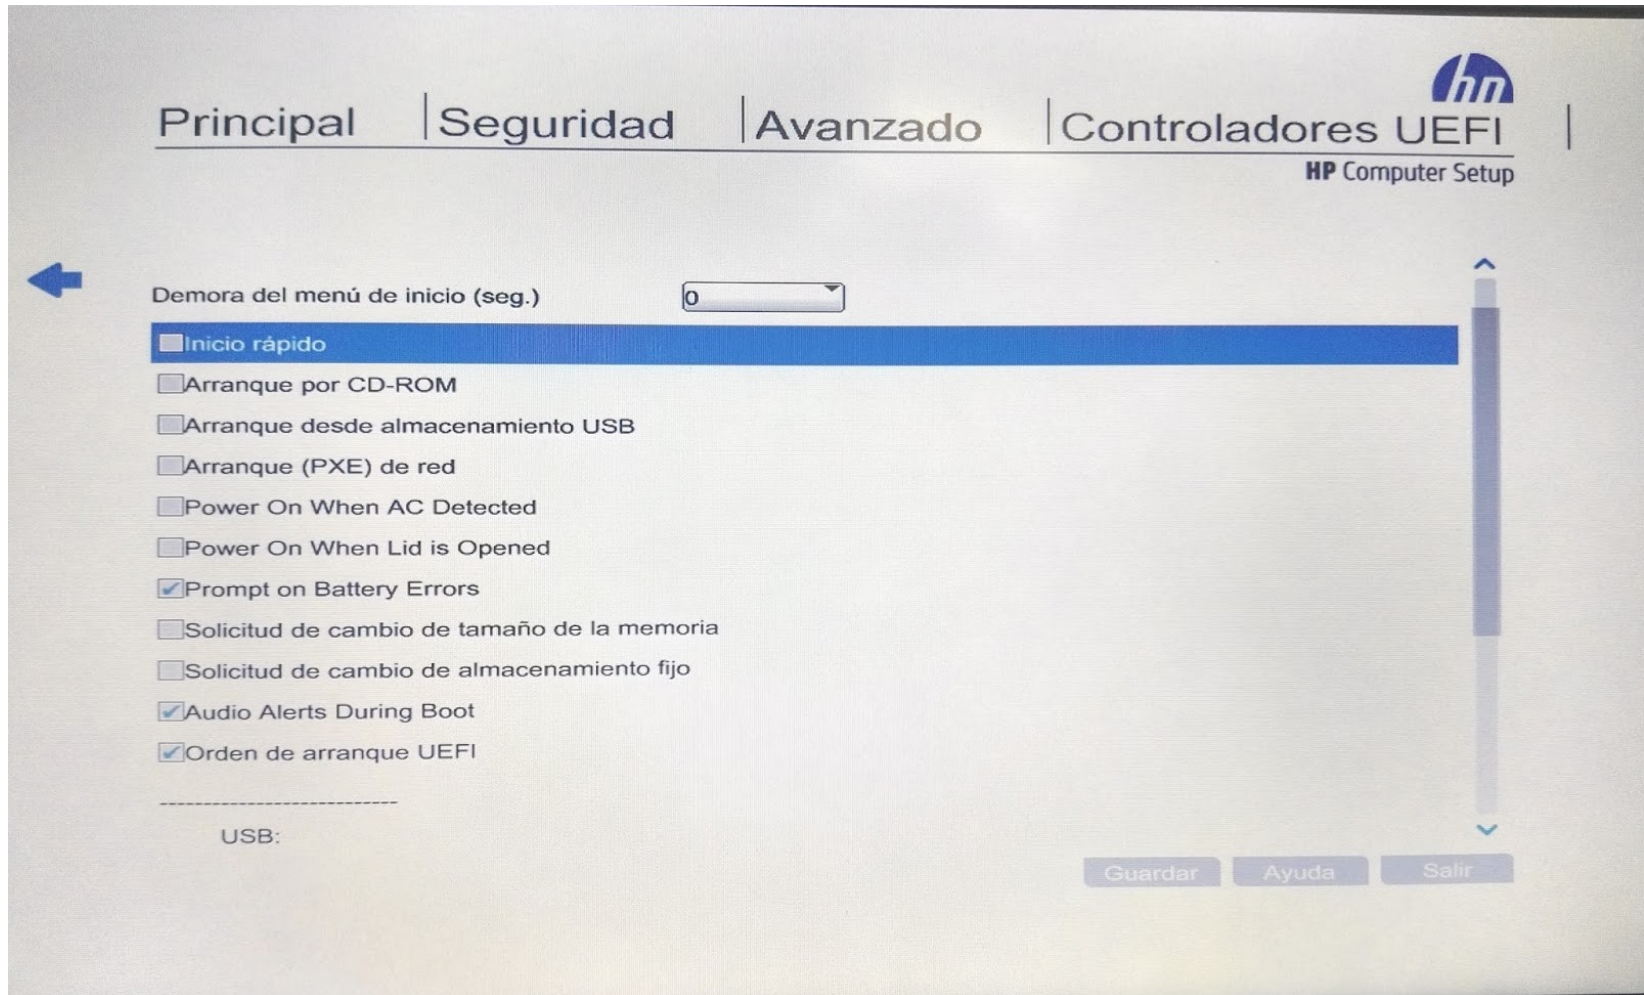 hp
Principal
Seguridad
Avanzado
Controladores UEFI
HP Computer Setup
Demora del menú de inicio (seg.) 0
Inicio rápido
Arranque por CD-ROM
Arranque desde almacenamiento USB
Arranque (PXE) de red
Power On When AC Detected
Power On When Lid is Opened
Prompt on Battery Errors
Solicitud de cambio de tamaño de la memoria
Solicitud de cambio de almacenamiento fijo
Audio Alerts During Boot
Orden de arranque UEFI
--------------------------
USB:
Guardar
Ayuda
Salir